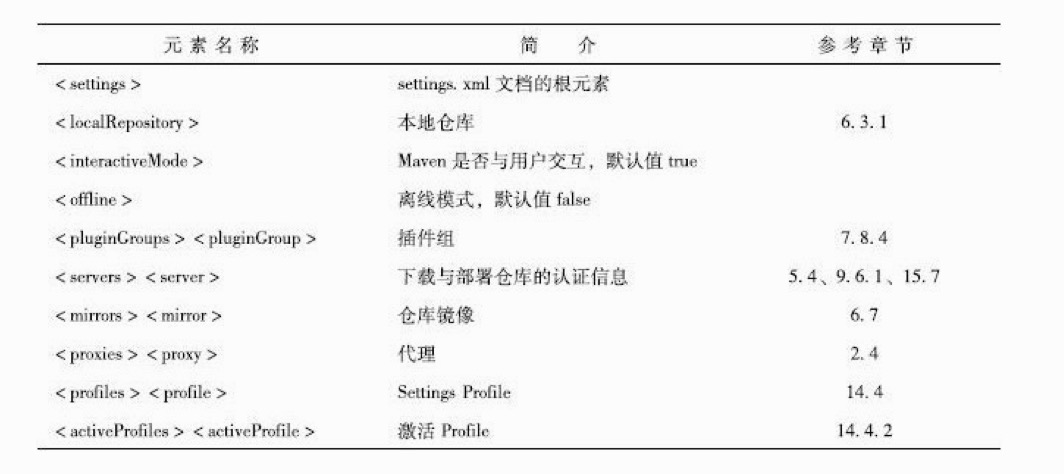 元素名称 简 介 参考章节
<settings> settings.xml 文档的根元素
<localRepository> 本地仓库 6.3.1
<interactiveMode> Maven 是否与用户交互，默认值 true
<offline> 离线模式，默认值 false
<pluginGroups> <pluginGroup> 插件组 7.8.4
<servers> <server> 下载与部署仓库的认证信息 5.4、9.6.1、15.7
<mirrors> <mirror> 仓库镜像 6.7
<proxies> <proxy> 代理 2.4
<profiles> <profile> Settings Profile 14.4
<activeProfiles> <activeProfile> 激活 Profile 14.4.2